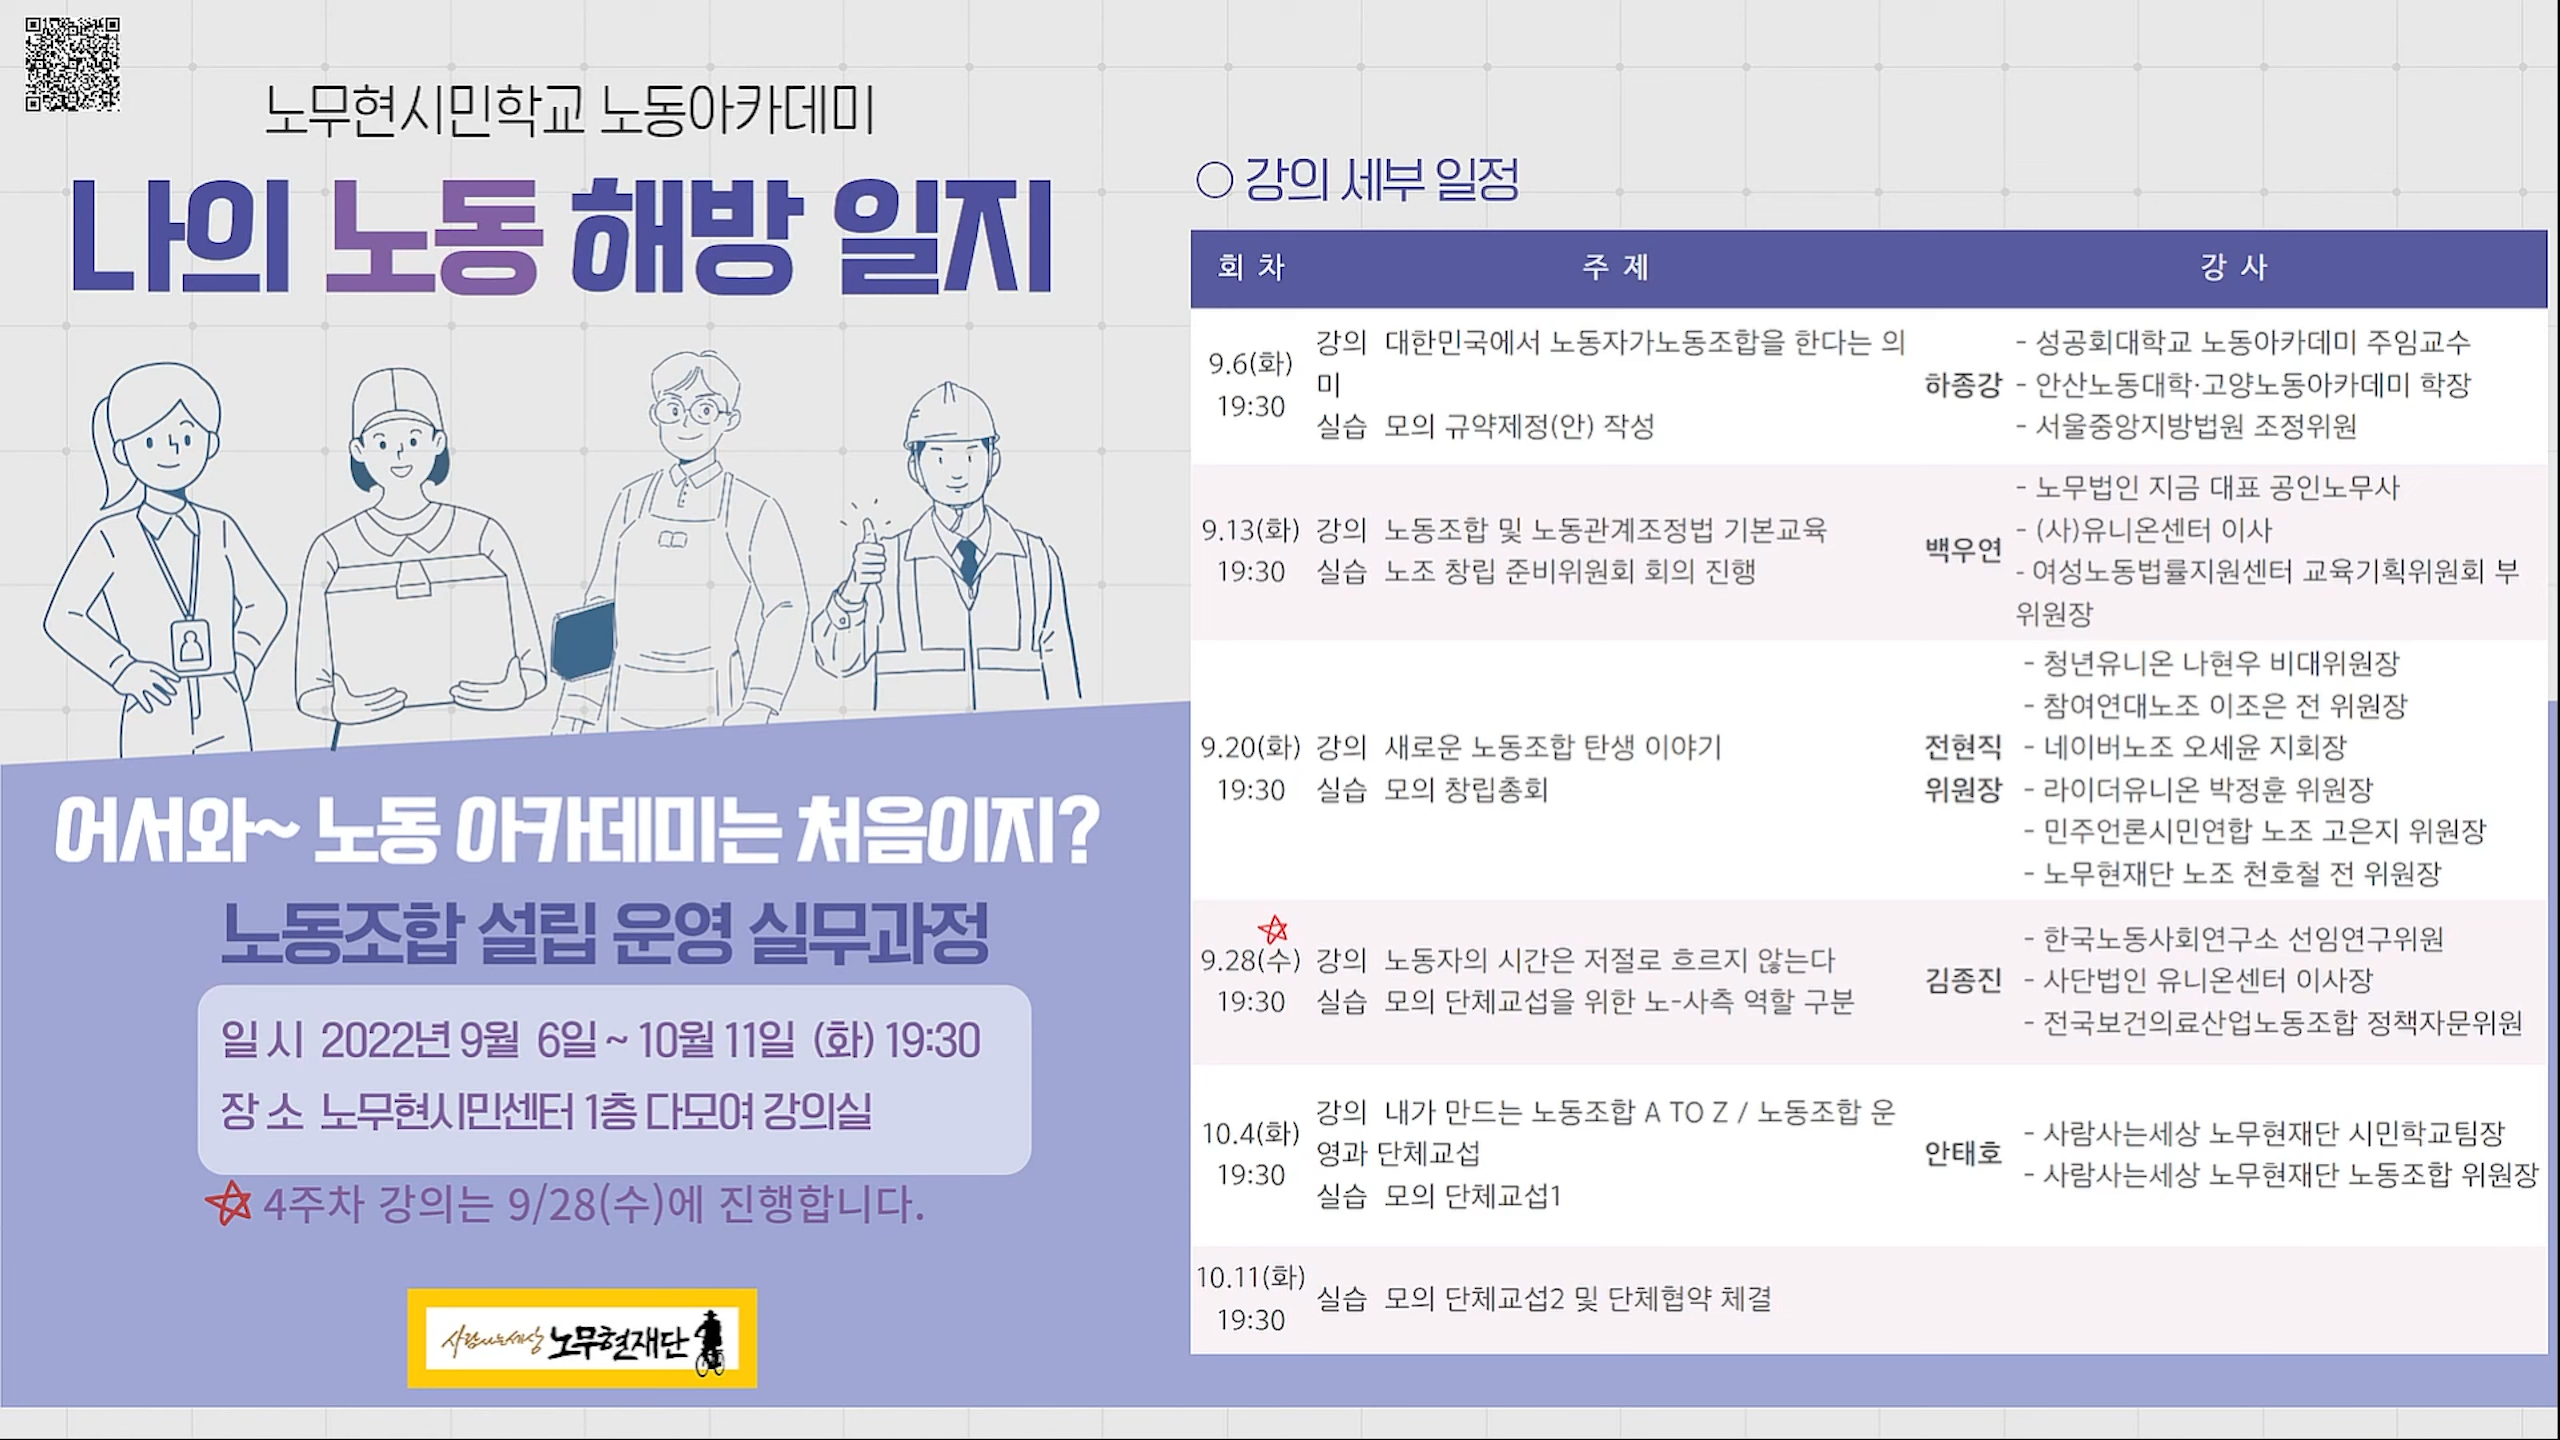 노무현시민학교 노동아카데미
나의 노동 해방 일지
어서와~ 노동 아카데미는 처음이지?
노동조합 설립 운영 실무과정
일 시 2022년 9월 6일 ~ 10월 11일 (화) 19:30
장 소 노무현시민센터 1층 다모여 강의실
4주차 강의는 9/28(수)에 진행합니다.
사람사는세상 노무현재단
○ 강의 세부 일정
회 차 주 제 강 사
9.6(화)
19:30
강의 대한민국에서 노동자가노동조합을 한다는 의
미
실습 모의 규약제정(안) 작성
하종강
- 성공회대학교 노동아카데미 주임교수
- 안산노동대학·고양노동아카데미 학장
- 서울중앙지방법원 조정위원
9.13(화)
19:30
강의 노동조합 및 노동관계조정법 기본교육
실습 노조 창립 준비위원회 회의 진행
백우연
- 노무법인 지금 대표 공인노무사
- (사)유니온센터 이사
- 여성노동법률지원센터 교육기획위원회 부
위원장
9.20(화)
19:30
강의 새로운 노동조합 탄생 이야기
실습 모의 창립총회
전현직
위원장
- 청년유니온 나현우 비대위원장
- 참여연대노조 이조은 전 위원장
- 네이버노조 오세윤 지회장
- 라이더유니온 박정훈 위원장
- 민주언론시민연합 노조 고은지 위원장
- 노무현재단 노조 천호철 전 위원장
9.28(수)
19:30
강의 노동자의 시간은 저절로 흐르지 않는다
실습 모의 단체교섭을 위한 노-사측 역할 구분
김종진
- 한국노동사회연구소 선임연구위원
- 사단법인 유니온센터 이사장
- 전국보건의료산업노동조합 정책자문위원
10.4(화)
19:30
강의 내가 만드는 노동조합 A TO Z / 노동조합 운
영과 단체교섭
실습 모의 단체교섭1
안태호
- 사람사는세상 노무현재단 시민학교팀장
- 사람사는세상 노무현재단 노동조합 위원장
10.11(화)
19:30
실습 모의 단체교섭2 및 단체협약 체결